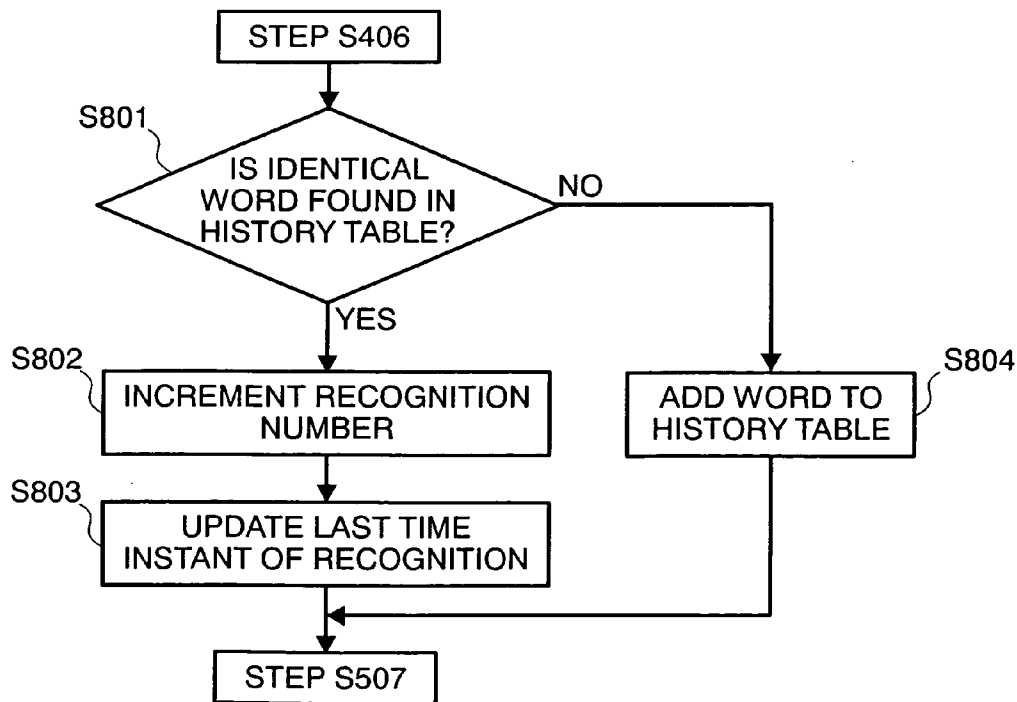 STEP S406
S801
IS IDENTICAL
WORD FOUND IN
HISTORY TABLE?
NO
YES
S802
INCREMENT RECOGNITION
NUMBER
S804
ADD WORD TO
HISTORY TABLE
S803
UPDATE LAST TIME
INSTANT OF RECOGNITION
STEP S507